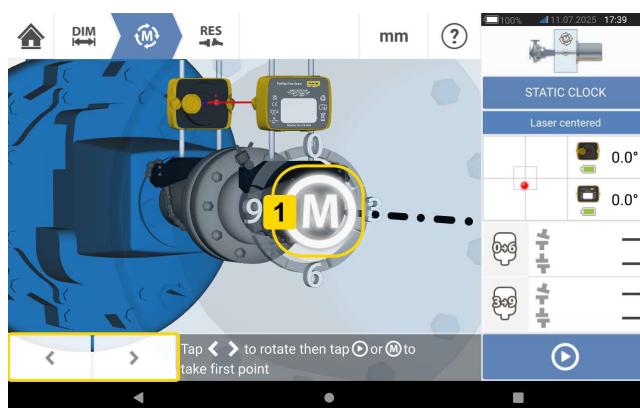 DIM
M
RES
mm
?
100%
11.07.2025 17:39
STATIC CLOCK
Laser centered
0.0°
0.0°
0
9
1
M
3
6
0+6
3+9
Tap < > to rotate then tap or M to
take first point